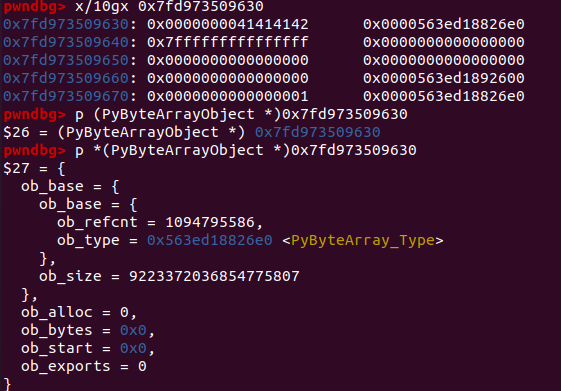 pwndbg> x/10gx 0x7fd973509630
0x7fd973509630: 0x0000000041414142 0x0000563ed18826e0
0x7fd973509640: 0x7fffffffffffffff 0x0000000000000000
0x7fd973509650: 0x0000000000000000 0x0000000000000000
0x7fd973509660: 0x0000000000000000 0x0000563ed1892600
0x7fd973509670: 0x0000000000000001 0x0000563ed18826e0
pwndbg> p (PyByteArrayObject *)0x7fd973509630
$26 = (PyByteArrayObject *) 0x7fd973509630
pwndbg> p *(PyByteArrayObject *)0x7fd973509630
$27 = {
  ob_base = {
    ob_base = {
      ob_refcnt = 1094795586,
      ob_type = 0x563ed18826e0 <PyByteArray_Type>
    },
    ob_size = 9223372036854775807
  },
  ob_alloc = 0,
  ob_bytes = 0x0,
  ob_start = 0x0,
  ob_exports = 0
}